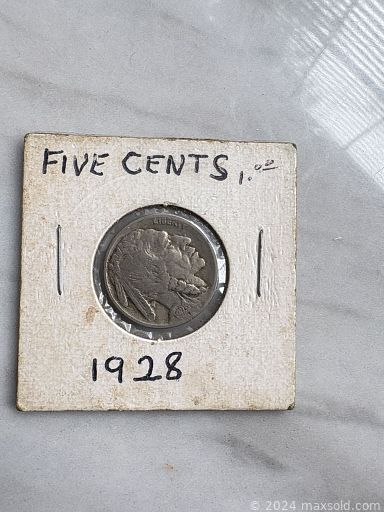 FIVE CENTS 1.00
LIBERTY
1928
© 2024 maxsold.com